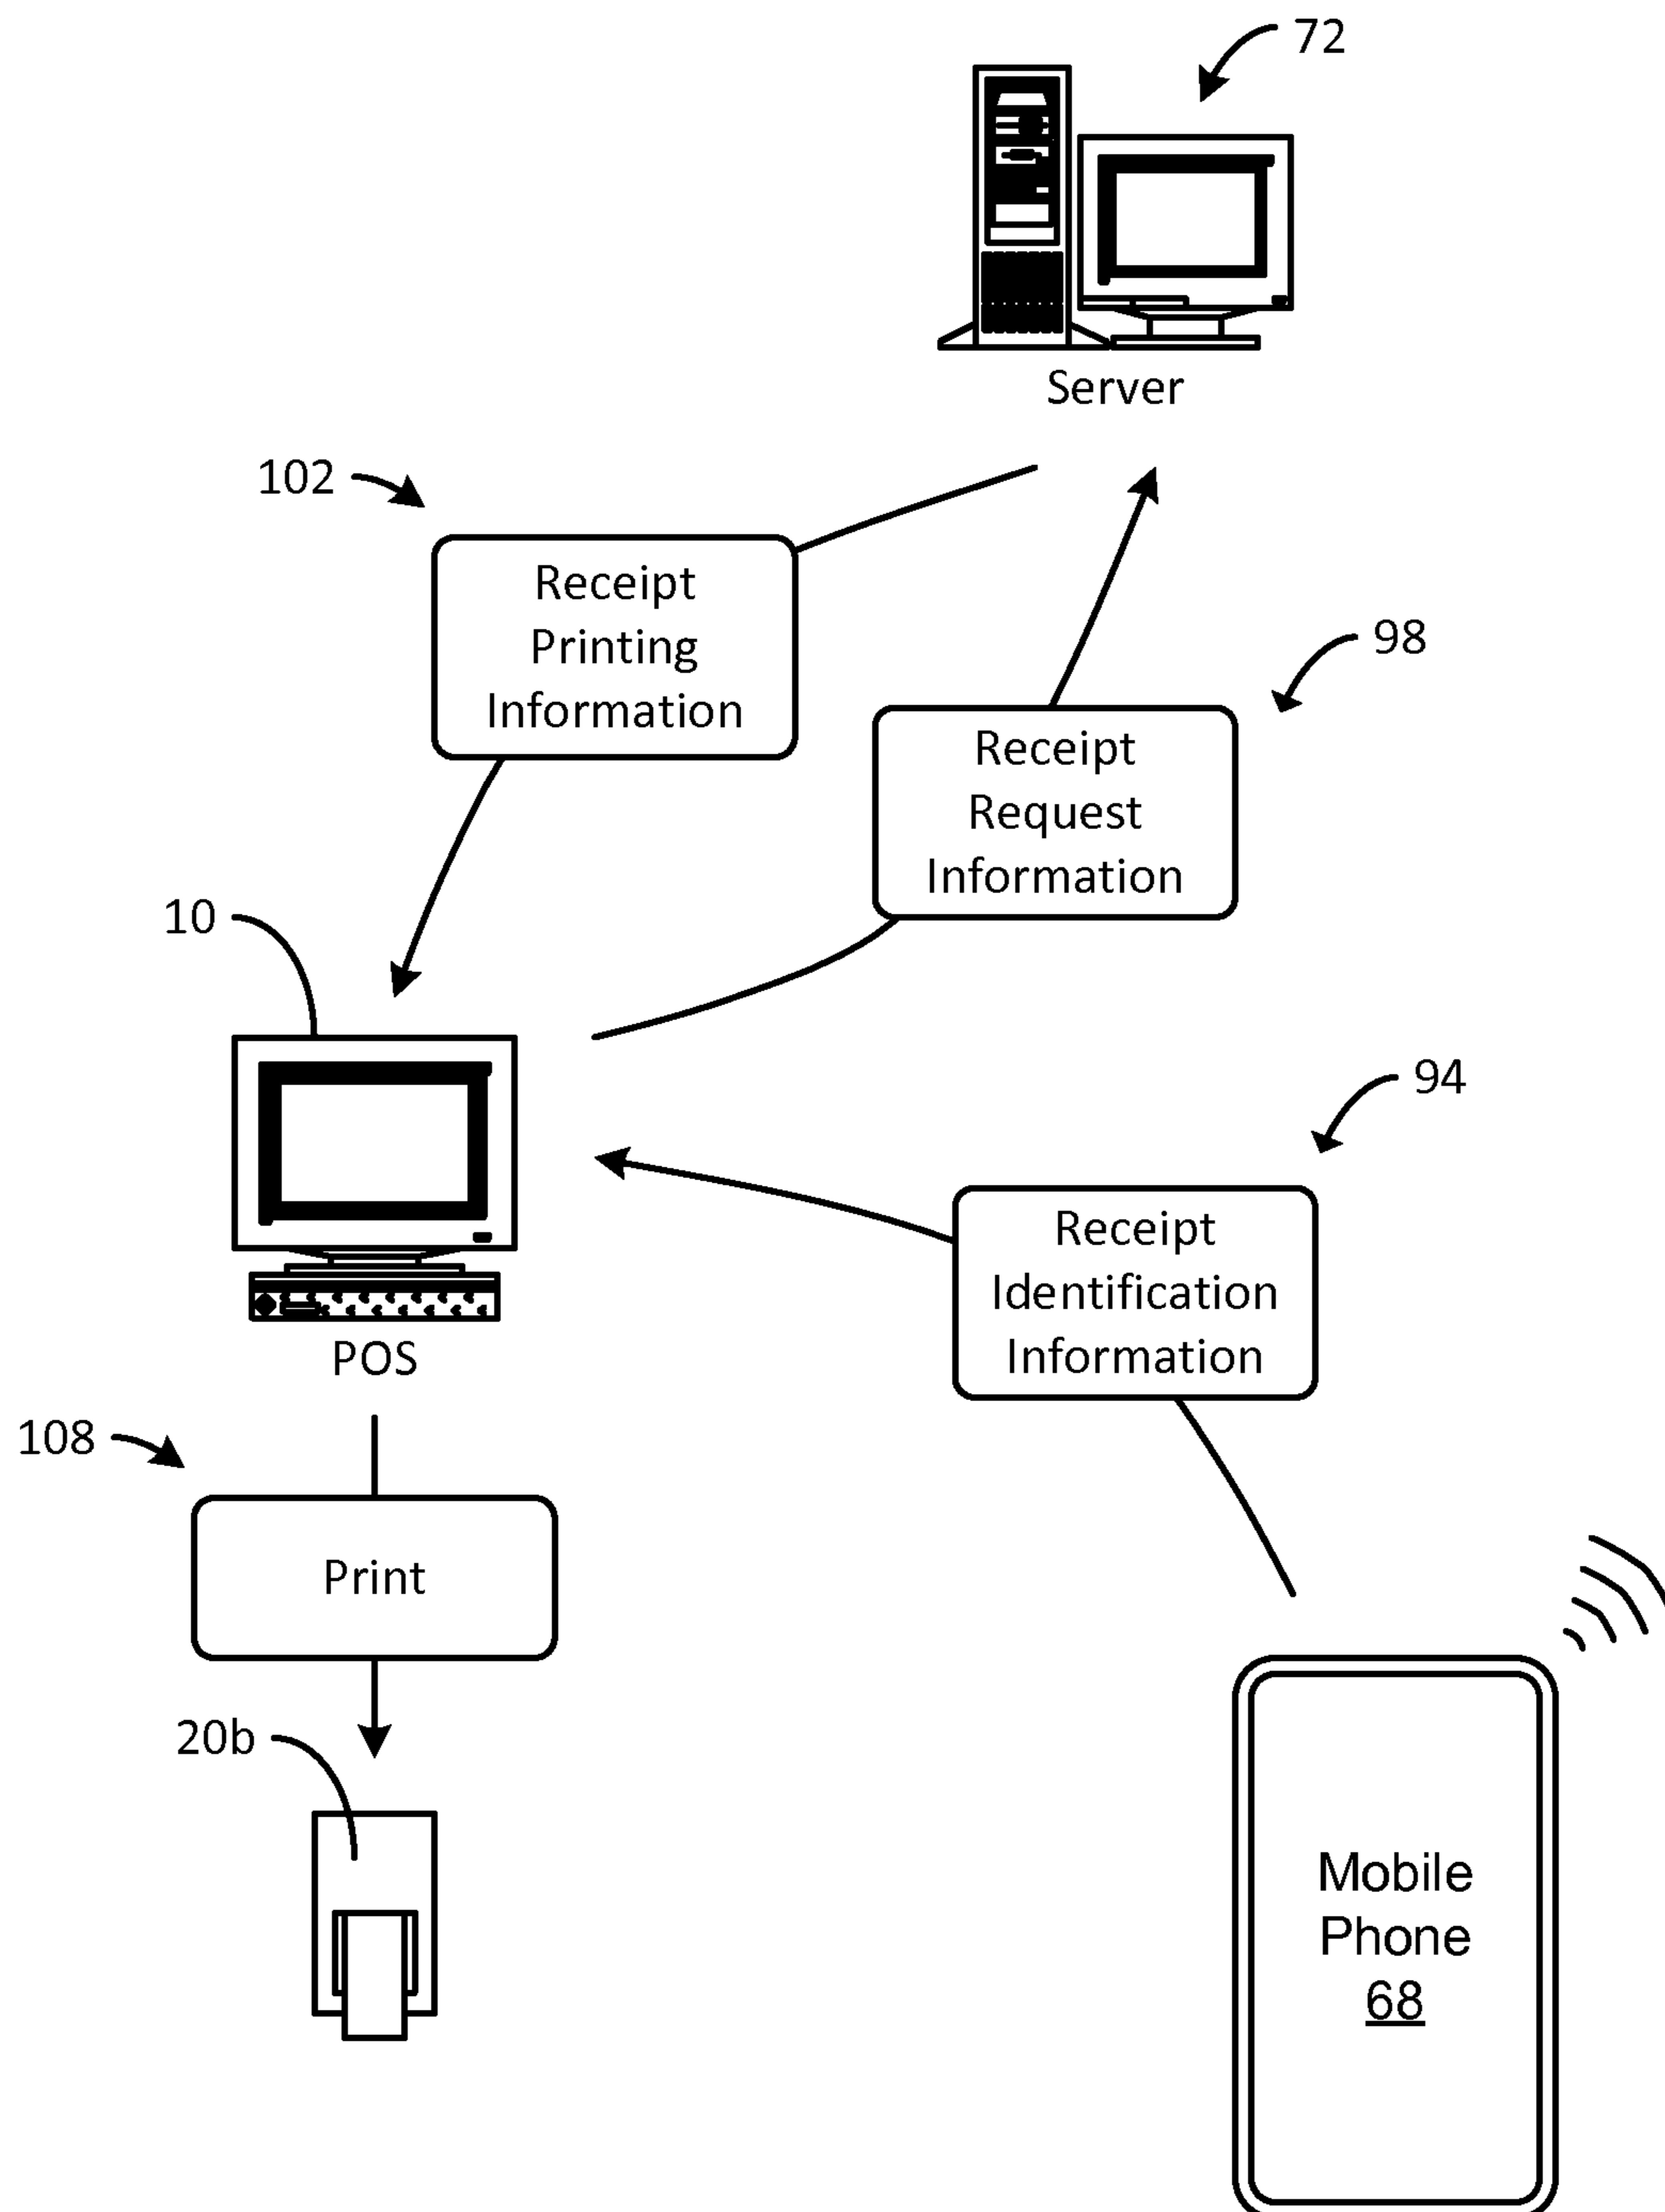 72
Server
102
Receipt
Printing
Information
98
Receipt
Request
Information
10
94
Receipt
Identification
Information
POS
108
Print
20b
Mobile
Phone
68